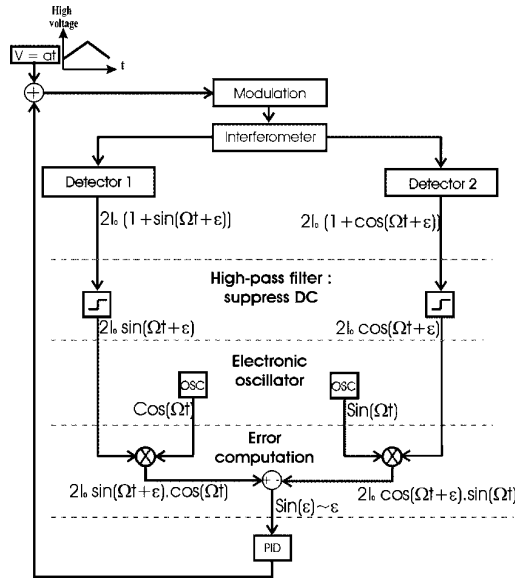 High
voltage
V = at
t
+
Modulation
Interferometer
Detector 1
Detector 2
2I₀ (1+sin(Ωt+ε))
2I₀ (1+cos(Ωt+ε))
High-pass filter :
suppress DC
2I₀ sin(Ωt+ε)
2I₀ cos(Ωt+ε)
Electronic
oscillator
OSC
OSC
Cos(Ωt)
Sin(Ωt)
Error
computation
X
X
+ -
2I₀ sin(Ωt+ε).cos(Ωt)
2I₀ cos(Ωt+ε).sin(Ωt)
Sin(ε)~ε
PID